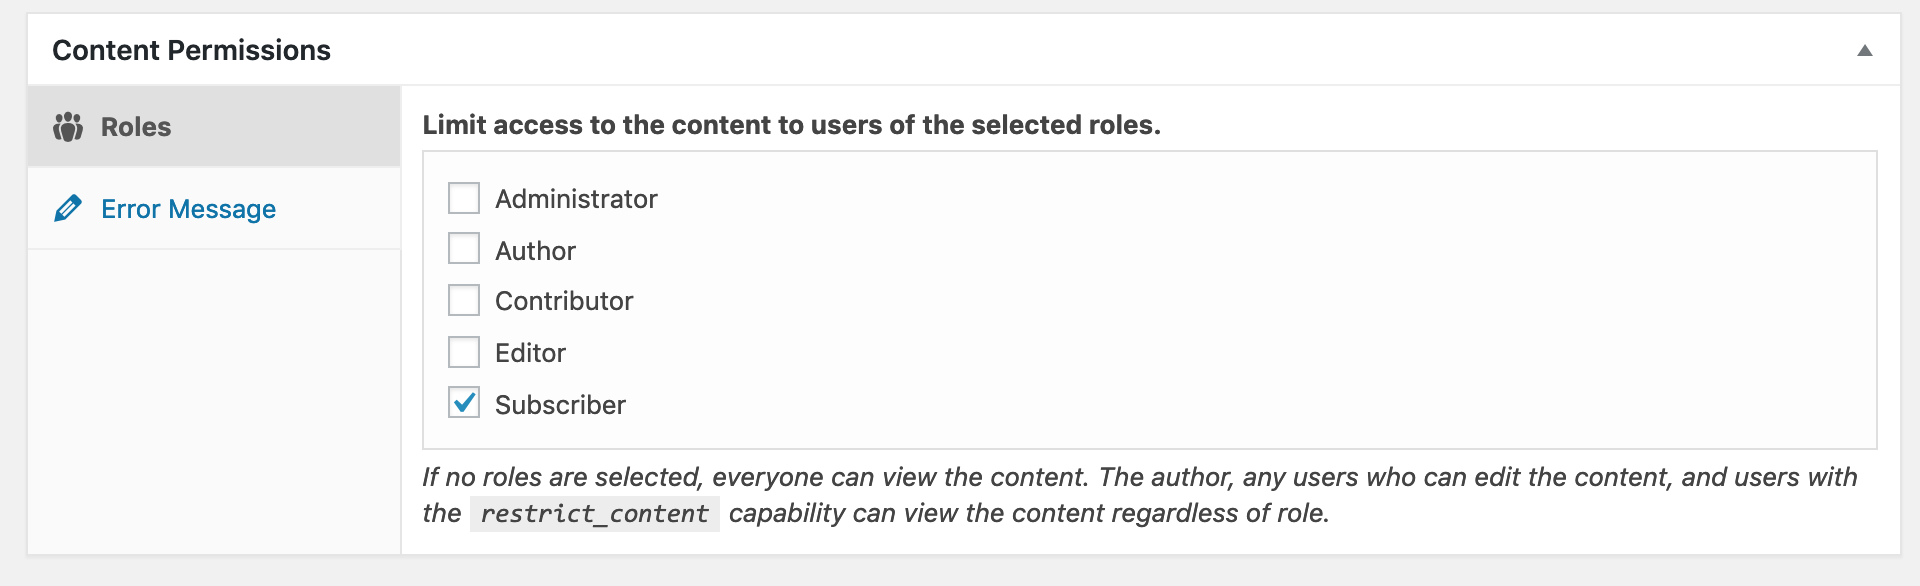 Content Permissions
Roles
Error Message
Limit access to the content to users of the selected roles.
Administrator
Author
Contributor
Editor
Subscriber
If no roles are selected, everyone can view the content. The author, any users who can edit the content, and users with
the restrict_content capability can view the content regardless of role.